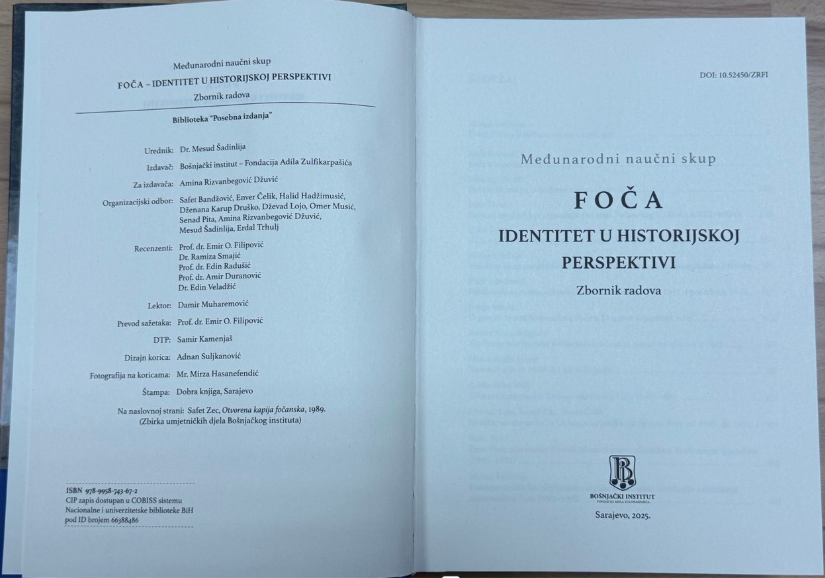 Međunarodni naučni skup
FOČA – IDENTITET U HISTORIJSKOJ PERSPEKTIVI
Zbornik radova
Biblioteka "Posebna izdanja"
Urednik: Dr. Mesud Šadinlija
Izdavač: Bošnjački institut – Fondacija Adila Zulfikarpašića
Za izdavača: Amina Rizvanbegović Džuvić
Organizacijski odbor: Safet Bandžović, Enver Čelik, Halid Hadžimusić,
Dženana Karup Druško, Dževad Lojo, Omer Musić,
Senad Pita, Amina Rizvanbegović Džuvić,
Mesud Šadinlija, Erdal Trhulj
Recenzenti: Prof. dr. Emir O. Filipović
Dr. Ramiza Smajić
Prof. dr. Edin Radušić
Prof. dr. Amir Duranović
Dr. Edin Veladžić
Lektor: Damir Muharemović
Prevod sažetaka: Prof. dr. Emir O. Filipović
DTP: Samir Kamenjaš
Dizajn korica: Adnan Suljkanović
Fotografija na koricama: Mr. Mirza Hasanefendić
Štampa: Dobra knjiga, Sarajevo
Na naslovnoj strani: Safet Zec, Otvorena kapija fočanska, 1989.
(Zbirka umjetničkih djela Bošnjačkog instituta)
ISBN 978-9958-743-67-2
CIP zapis dostupan u COBISS sistemu
Nacionalne i univerzitetske biblioteke BiH
pod ID brojem 66388486
DOI: 10.52450/ZRFI
Međunarodni naučni skup
FOČA
IDENTITET U HISTORIJSKOJ
PERSPEKTIVI
Zbornik radova
BOŠNJAČKI INSTITUT
Sarajevo, 2025.